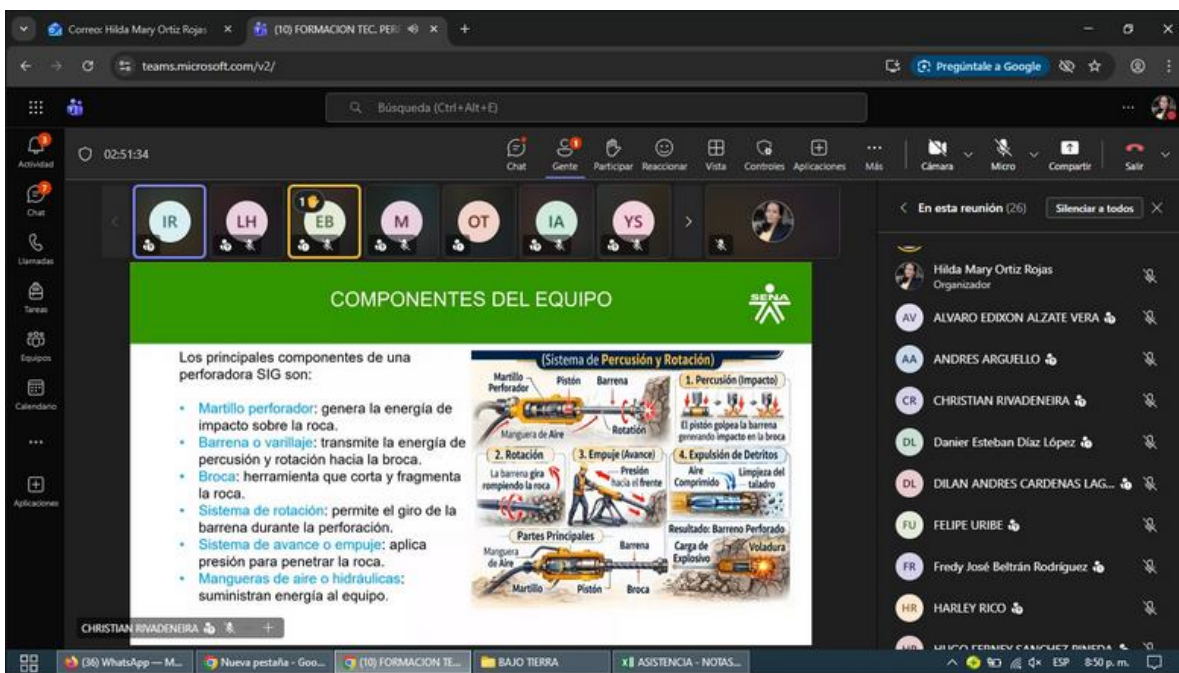 Correo: Hilda Mary Ortiz Rojas
(10) FORMACION TEC. PER
teams.microsoft.com/v2/
Pregúntale a Google
Búsqueda (Ctrl+Alt+E)
02:51:34
Chat
Gente
Participar
Reaccionar
Vista
Controles
Aplicaciones
Más
Cámara
Micro
Compartir
Salir
Actividad
Chat
Llamadas
Tareas
Equipos
Calendario
Aplicaciones
IR
LH
1
EB
M
OT
IA
YS
COMPONENTES DEL EQUIPO
SENA
Los principales componentes de una
perforadora SIG son:
• Martillo perforador: genera la energía de
impacto sobre la roca.
• Barrena o varillaje: transmite la energía de
percusión y rotación hacia la broca.
• Broca: herramienta que corta y fragmenta
la roca.
• Sistema de rotación: permite el giro de la
barrena durante la perforación.
• Sistema de avance o empuje: aplica
presión para penetrar la roca.
• Mangueras de aire o hidráulicas:
suministran energía al equipo.
(Sistema de Percusión y Rotación)
Martillo
Perforador
Pistón
Barrena
Manguera de Aire
Rotación
1. Percusión (Impacto)
El pistón golpea la barrena
generando impacto en la broca
2. Rotación
La barrena gira
rompiendo la roca
3. Empuje (Avance)
Presión
hacia el frente
4. Expulsión de Detritos
Aire
Comprimido
Limpieza del
taladro
Partes Principales
Manguera
de Aire
Barrena
Martillo
Pistón
Broca
Resultado: Barreno Perforado
Carga de
Explosivo
Voladura
CHRISTIAN RIVADENEIRA
En esta reunión (26)
Silenciar a todos
Hilda Mary Ortiz Rojas
Organizador
AV
ALVARO EDIXON ALZATE VERA
AA
ANDRES ARGUELLO
CR
CHRISTIAN RIVADENEIRA
DL
Danier Esteban Díaz López
DL
DILAN ANDRES CARDENAS LAG...
FU
FELIPE URIBE
FR
Fredy José Beltrán Rodríguez
HR
HARLEY RICO
HUGO FERNEY SANCHEZ PINEDA
(36) WhatsApp — M...
Nueva pestaña - Goo...
(10) FORMACION TE...
BAJO TIERRA
ASISTENCIA - NOTAS...
ESP
8:50 p. m.